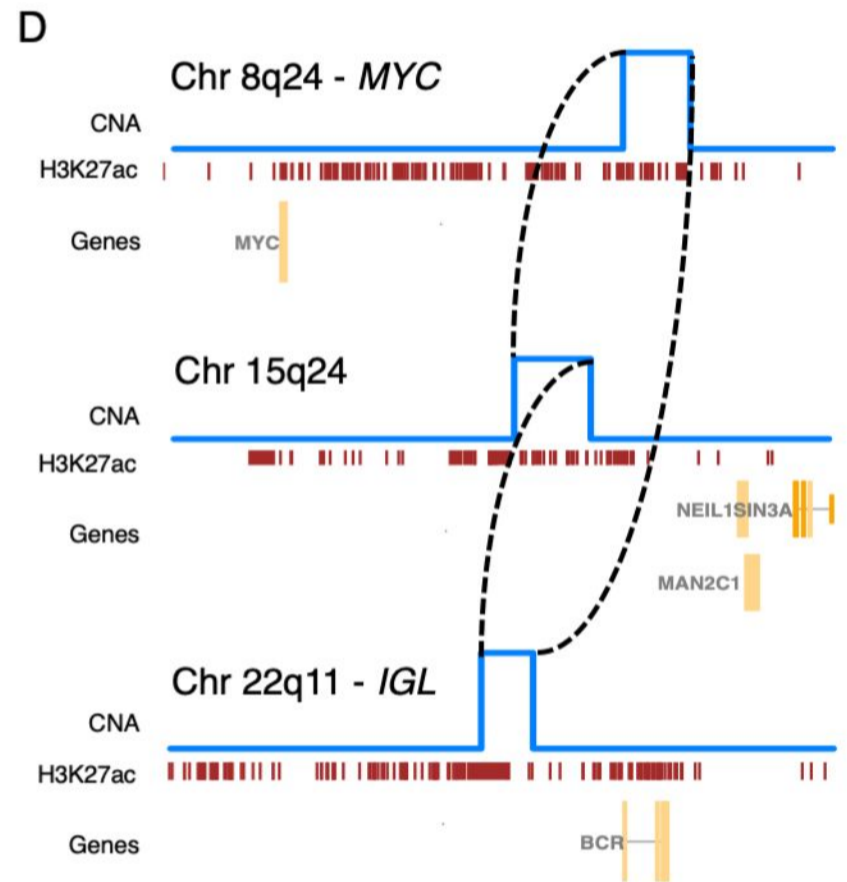 D
Chr 8q24 - MYC
CNA
H3K27ac
Genes
MYC
Chr 15q24
CNA
H3K27ac
Genes
NEIL1SIN3A
MAN2C1
Chr 22q11 - IGL
CNA
H3K27ac
Genes
BCR